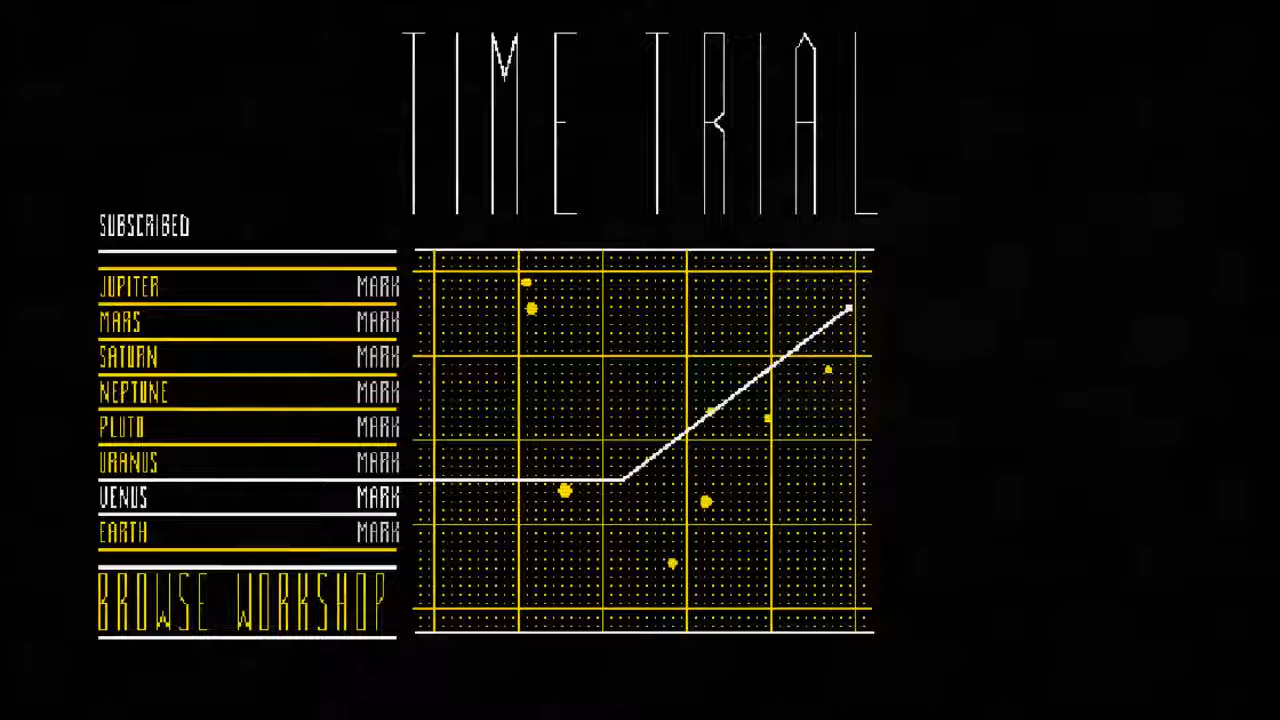 TIME TRIAL
SUBSCRIBED
JUPITER MARK
MARS MARK
SATURN MARK
NEPTUNE MARK
PLUTO MARK
URANUS MARK
VENUS MARK
EARTH MARK
BROWSE WORKSHOP